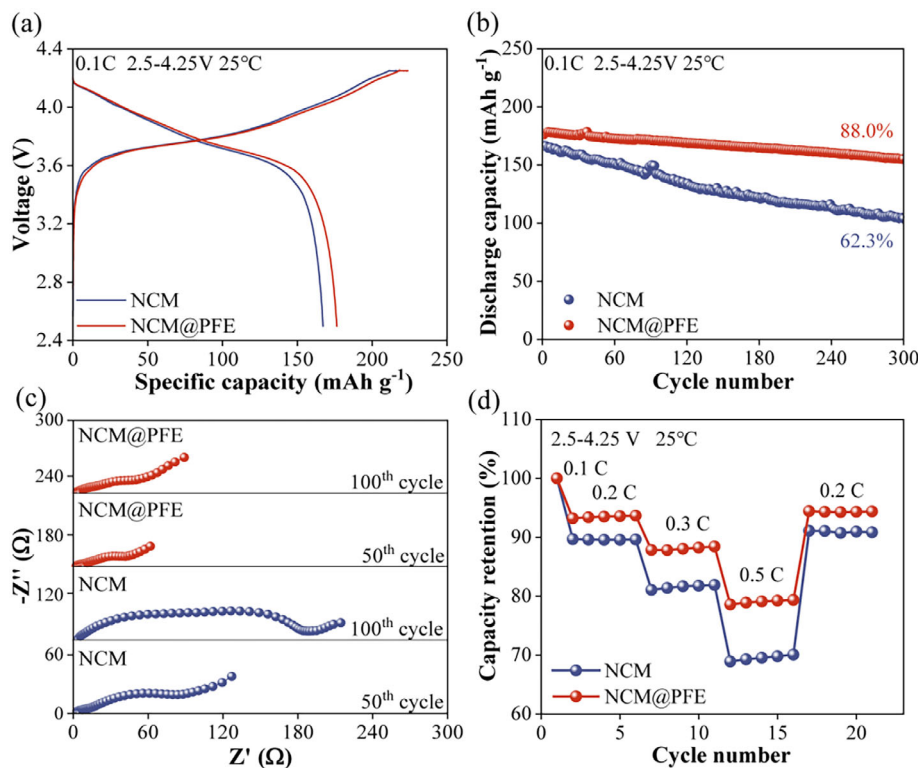 (a)
4.4
4.0
3.6
3.2
2.8
2.4
Voltage (V)
0.1C 2.5-4.25V 25°C
NCM
NCM@PFE
0 50 100 150 200 250
Specific capacity (mAh g⁻¹)
(b)
250
200
150
100
50
0
Discharge capacity (mAh g⁻¹)
0.1C 2.5-4.25V 25°C
88.0%
62.3%
NCM
NCM@PFE
0 60 120 180 240 300
Cycle number
(c)
300
240
180
120
60
0
-Z'' (Ω)
NCM@PFE
100th cycle
NCM@PFE
50th cycle
NCM
100th cycle
NCM
50th cycle
0 60 120 180 240 300
Z' (Ω)
(d)
110
100
90
80
70
60
Capacity retention (%)
2.5-4.25 V 25°C
0.1 C
0.2 C
0.3 C
0.5 C
0.2 C
NCM
NCM@PFE
0 5 10 15 20
Cycle number